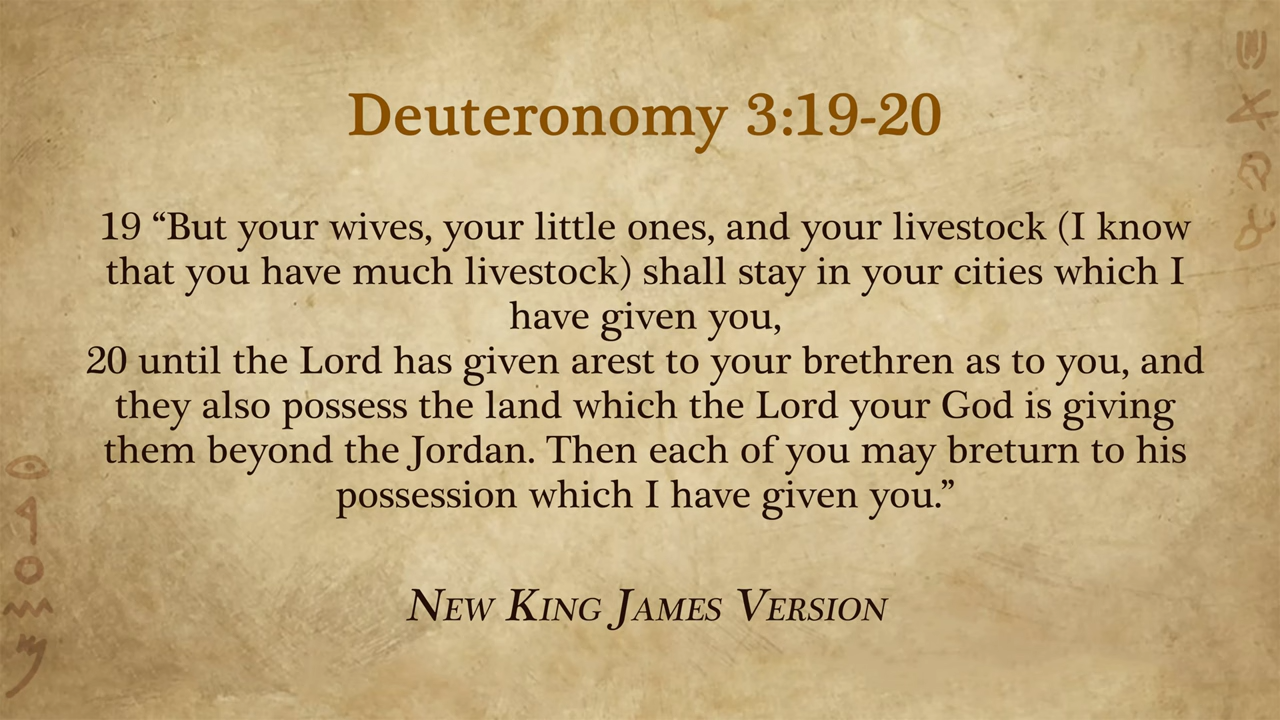 Deuteronomy 3:19-20
19 “But your wives, your little ones, and your livestock (I know
that you have much livestock) shall stay in your cities which I
have given you,
20 until the Lord has given arest to your brethren as to you, and
they also possess the land which the Lord your God is giving
them beyond the Jordan. Then each of you may breturn to his
possession which I have given you.”
New King James Version